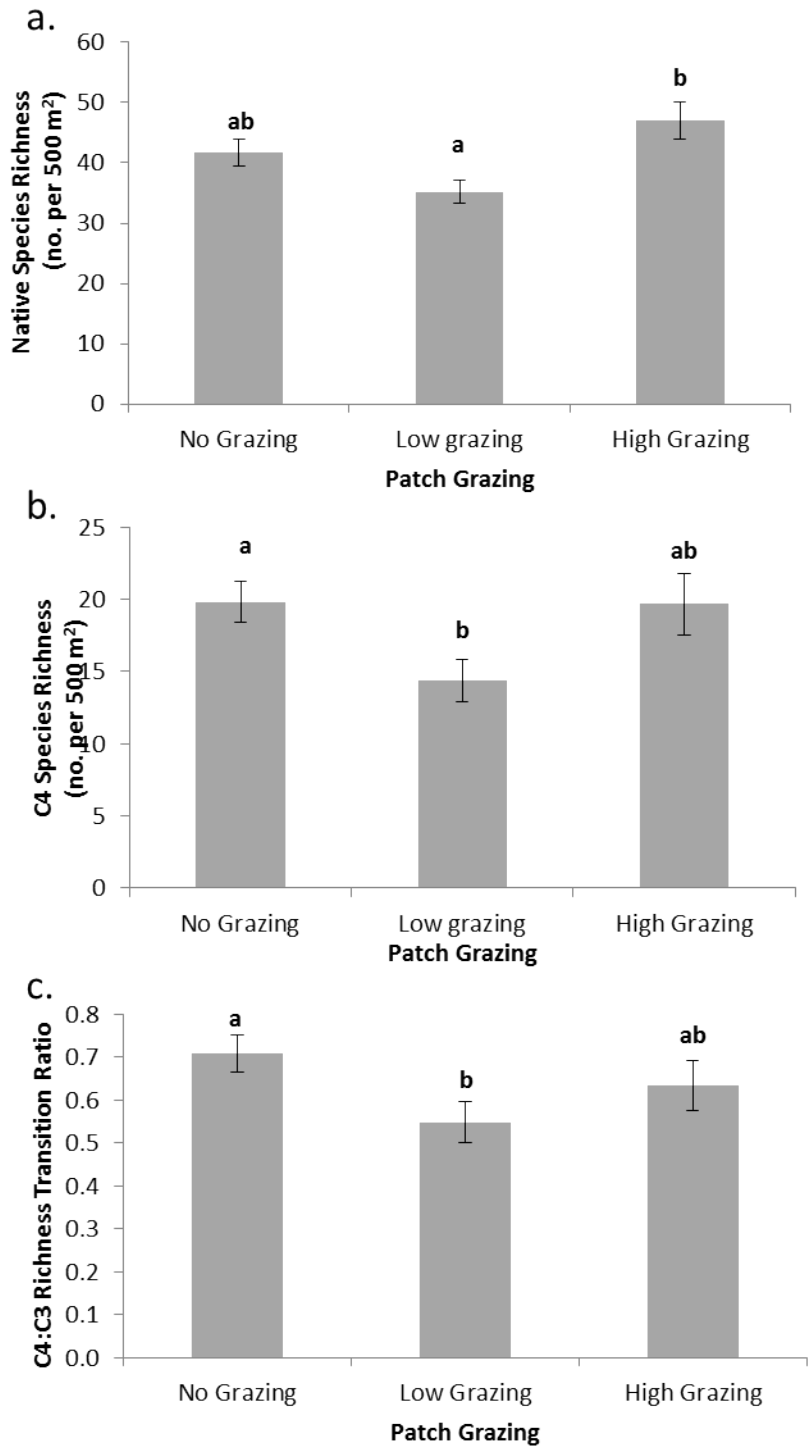 a.
Native Species Richness
(no. per 500 m²)
60
50
40
30
20
10
0
ab
a
b
No Grazing
Low grazing
High Grazing
Patch Grazing
b.
C4 Species Richness
(no. per 500 m²)
25
20
15
10
5
0
a
b
ab
No Grazing
Low grazing
High Grazing
Patch Grazing
c.
C4:C3 Richness Transition Ratio
0.8
0.7
0.6
0.5
0.4
0.3
0.2
0.1
0.0
a
b
ab
No Grazing
Low Grazing
High Grazing
Patch Grazing